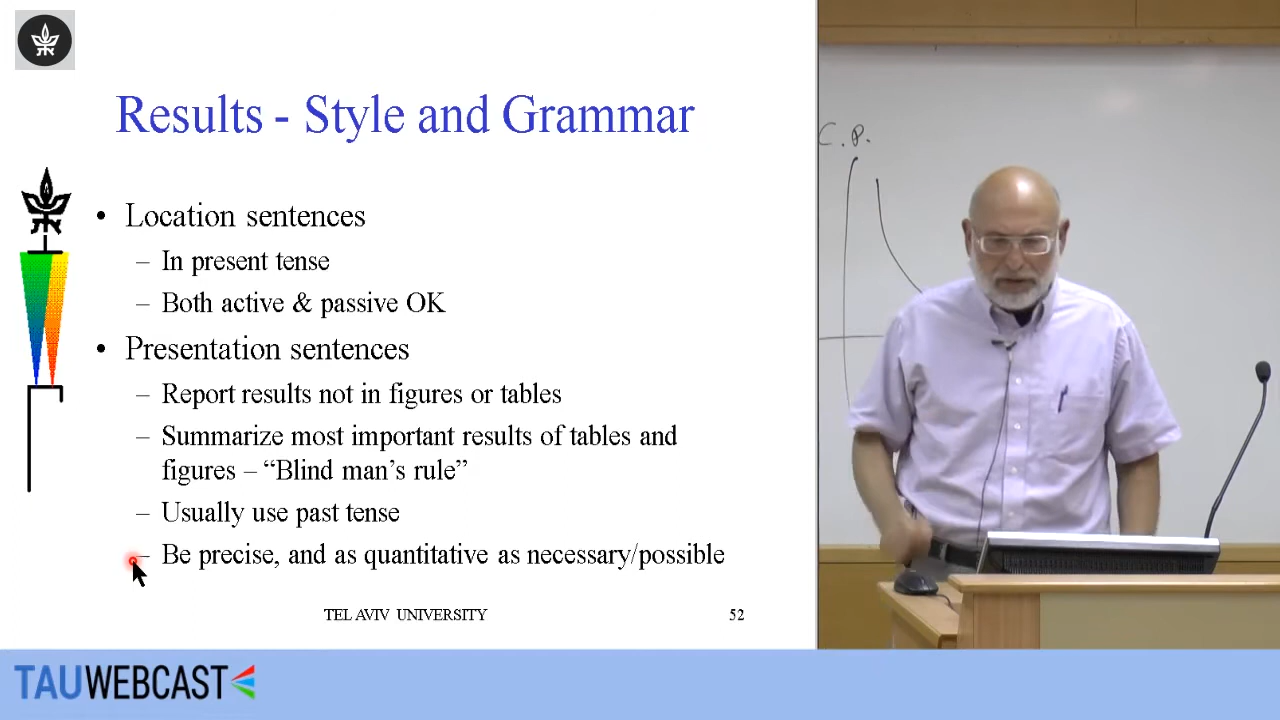 Results - Style and Grammar
• Location sentences
– In present tense
– Both active & passive OK
• Presentation sentences
– Report results not in figures or tables
– Summarize most important results of tables and
figures – “Blind man’s rule”
– Usually use past tense
– Be precise, and as quantitative as necessary/possible
TEL AVIV UNIVERSITY
52
C.P.
TAUWEBCAST